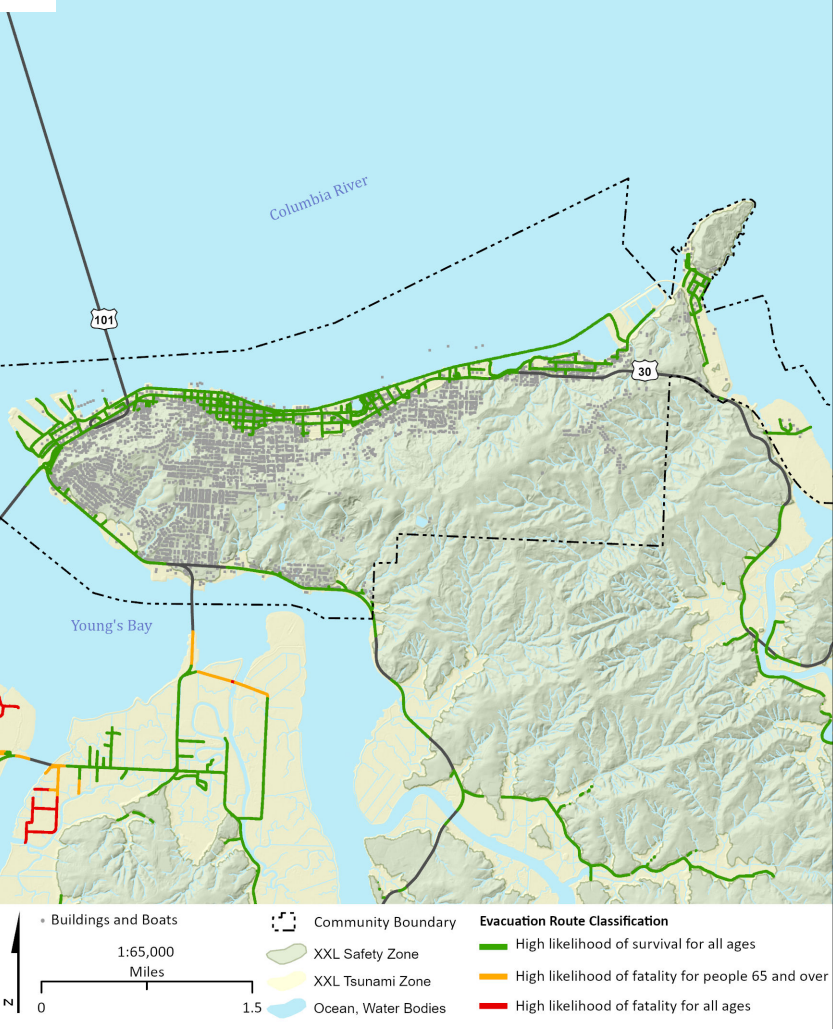 Columbia River
101
30
Young's Bay
Buildings and Boats
1:65,000
Miles
0 1.5
N
Community Boundary
XXL Safety Zone
XXL Tsunami Zone
Ocean, Water Bodies
Evacuation Route Classification
High likelihood of survival for all ages
High likelihood of fatality for people 65 and over
High likelihood of fatality for all ages